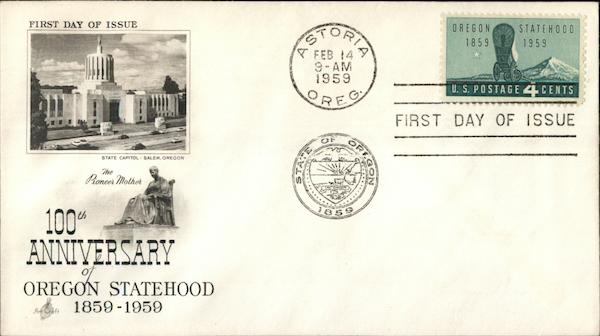 FIRST DAY OF ISSUE
STATE CAPITOL - SALEM, OREGON
The
Pioneer Mother
100th
ANNIVERSARY
of
OREGON STATEHOOD
1859-1959
Art Craft
ASTORIA
FEB 14
9-AM
1959
OREG.
STATE OF OREGON
1859
OREGON STATEHOOD
1859 1959
U.S. POSTAGE 4 CENTS
FIRST DAY OF ISSUE